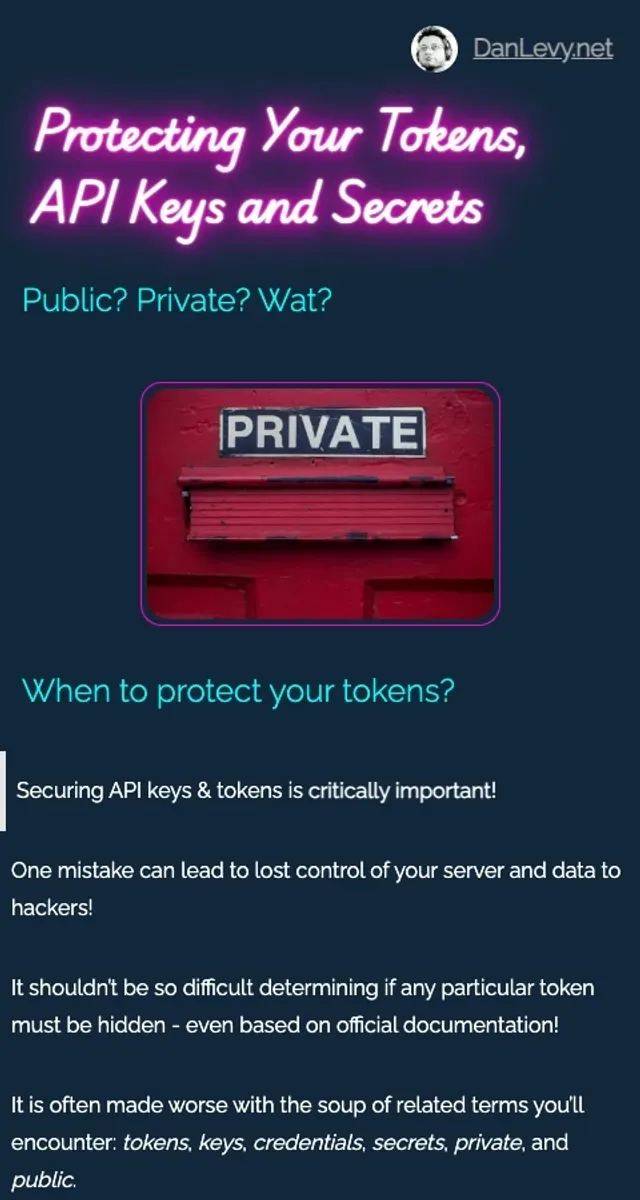 DanLevy.net
Protecting Your Tokens,
API Keys and Secrets
Public? Private? Wat?
PRIVATE
When to protect your tokens?
Securing API keys & tokens is critically important!
One mistake can lead to lost control of your server and data to
hackers!
It shouldn't be so difficult determining if any particular token
must be hidden - even based on official documentation!
It is often made worse with the soup of related terms you'll
encounter: tokens, keys, credentials, secrets, private, and
public.